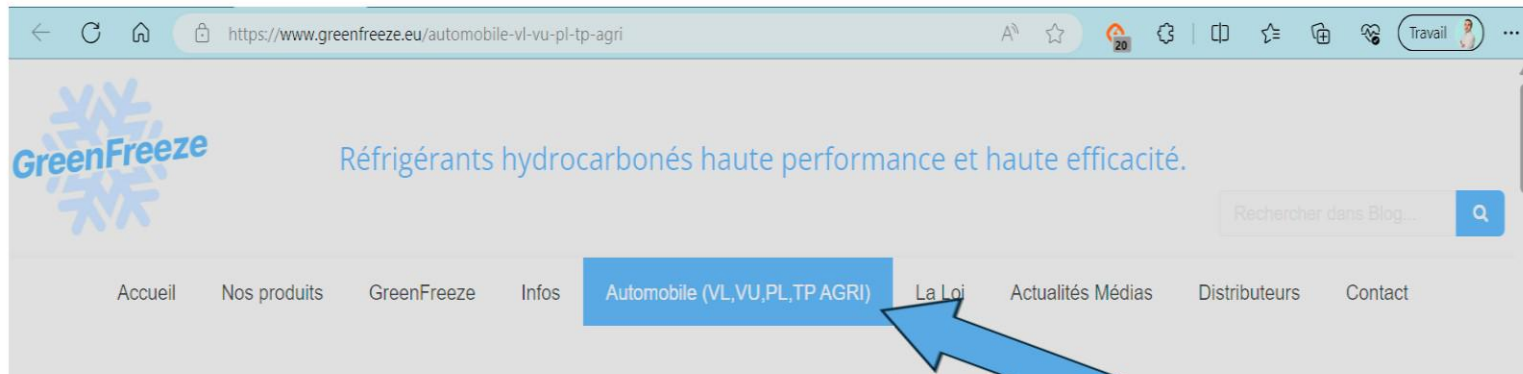 https://www.greenfreeze.eu/automobile-vl-vu-pl-tp-agri
20
Travail
GreenFreeze
Réfrigérants hydrocarbonés haute performance et haute efficacité.
Rechercher dans Blog...
Accueil Nos produits GreenFreeze Infos Automobile (VL,VU,PL,TP AGRI) La Loi Actualités Médias Distributeurs Contact